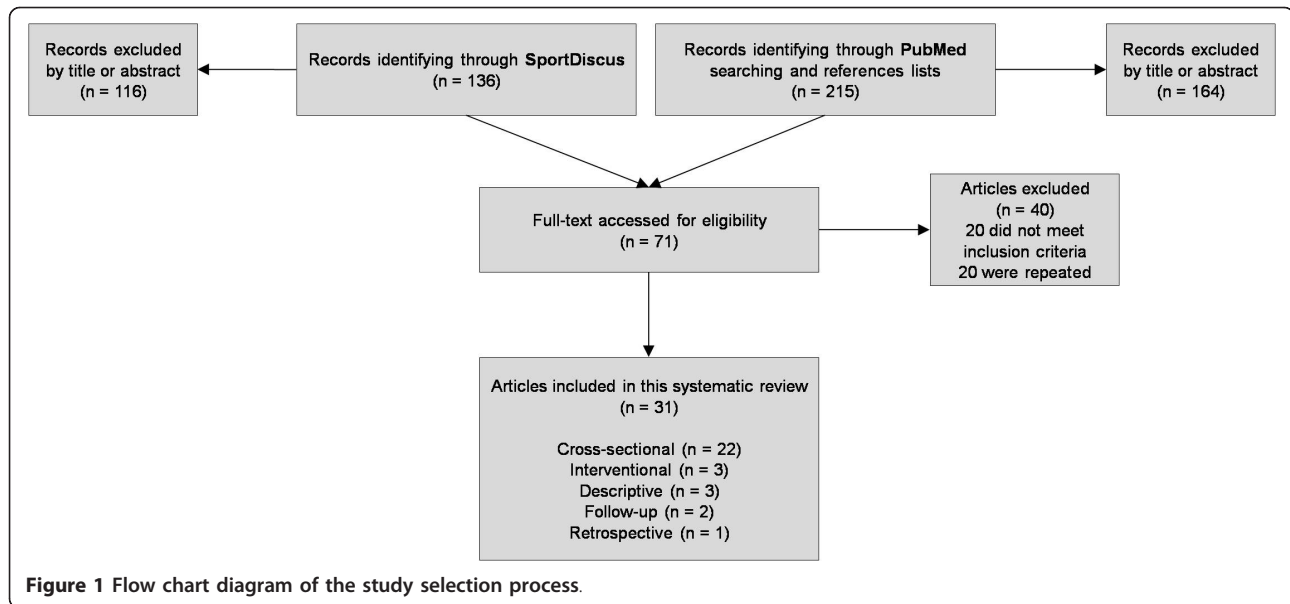 Records excluded
by title or abstract
(n = 116)
Records identifying through SportDiscus
(n = 136)
Records identifying through PubMed
searching and references lists
(n = 215)
Records excluded
by title or abstract
(n = 164)
Full-text accessed for eligibility
(n = 71)
Articles excluded
(n = 40)
20 did not meet
inclusion criteria
20 were repeated
Articles included in this systematic review
(n = 31)
Cross-sectional (n = 22)
Interventional (n = 3)
Descriptive (n = 3)
Follow-up (n = 2)
Retrospective (n = 1)
Figure 1 Flow chart diagram of the study selection process.